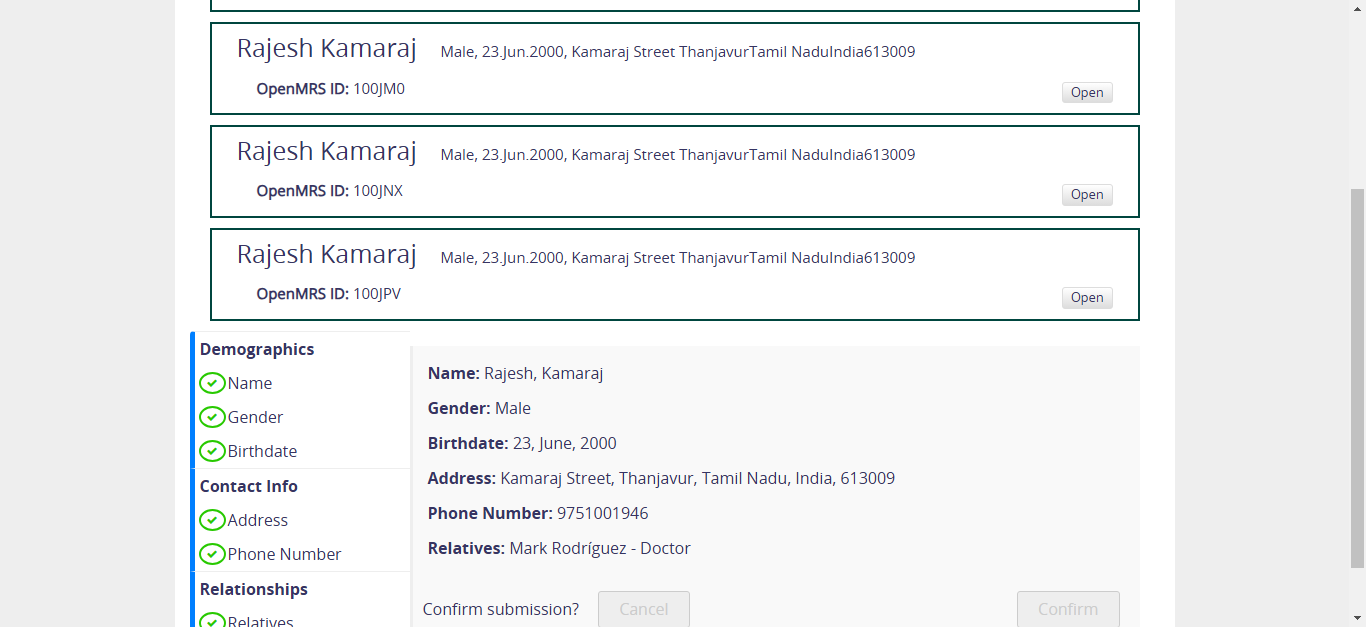 Rajesh Kamaraj Male, 23.Jun.2000, Kamaraj Street ThanjavurTamil NaduIndia613009
OpenMRS ID: 100JM0
Open
Rajesh Kamaraj Male, 23.Jun.2000, Kamaraj Street ThanjavurTamil NaduIndia613009
OpenMRS ID: 100JNX
Open
Rajesh Kamaraj Male, 23.Jun.2000, Kamaraj Street ThanjavurTamil NaduIndia613009
OpenMRS ID: 100JPV
Open
Demographics
Name
Gender
Birthdate
Contact Info
Address
Phone Number
Relationships
Relatives
Name: Rajesh, Kamaraj
Gender: Male
Birthdate: 23, June, 2000
Address: Kamaraj Street, Thanjavur, Tamil Nadu, India, 613009
Phone Number: 9751001946
Relatives: Mark Rodríguez - Doctor
Confirm submission? Cancel Confirm